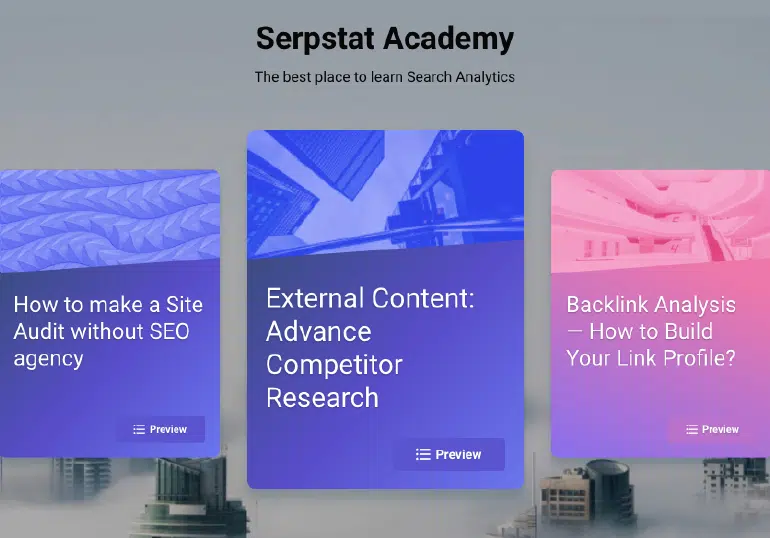 Serpstat Academy
The best place to learn Search Analytics
How to make a Site
Audit without SEO
agency
Preview
External Content:
Advance
Competitor
Research
Preview
Backlink Analysis
— How to Build
Your Link Profile?
Preview